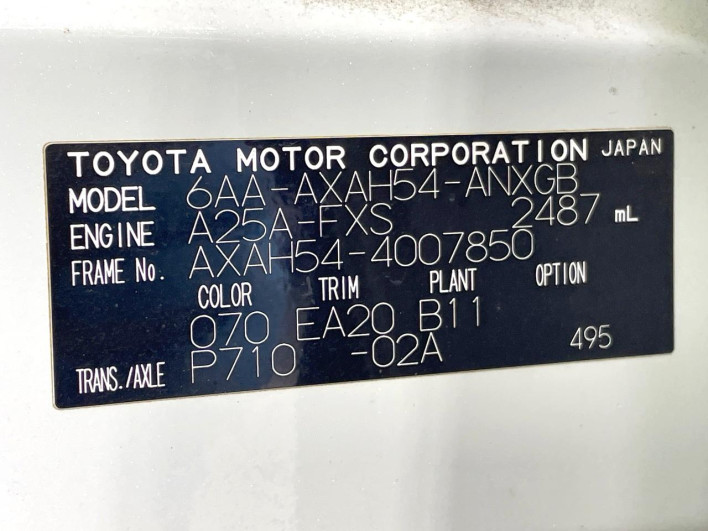 TOYOTA MOTOR CORPORATION JAPAN
MODEL 6AA-AXAH54-ANXGB
ENGINE A25A-FXS 2487 mL
FRAME No. AXAH54-4007850
COLOR TRIM PLANT OPTION
070 EA20 B11
TRANS./AXLE P710 -02A 495